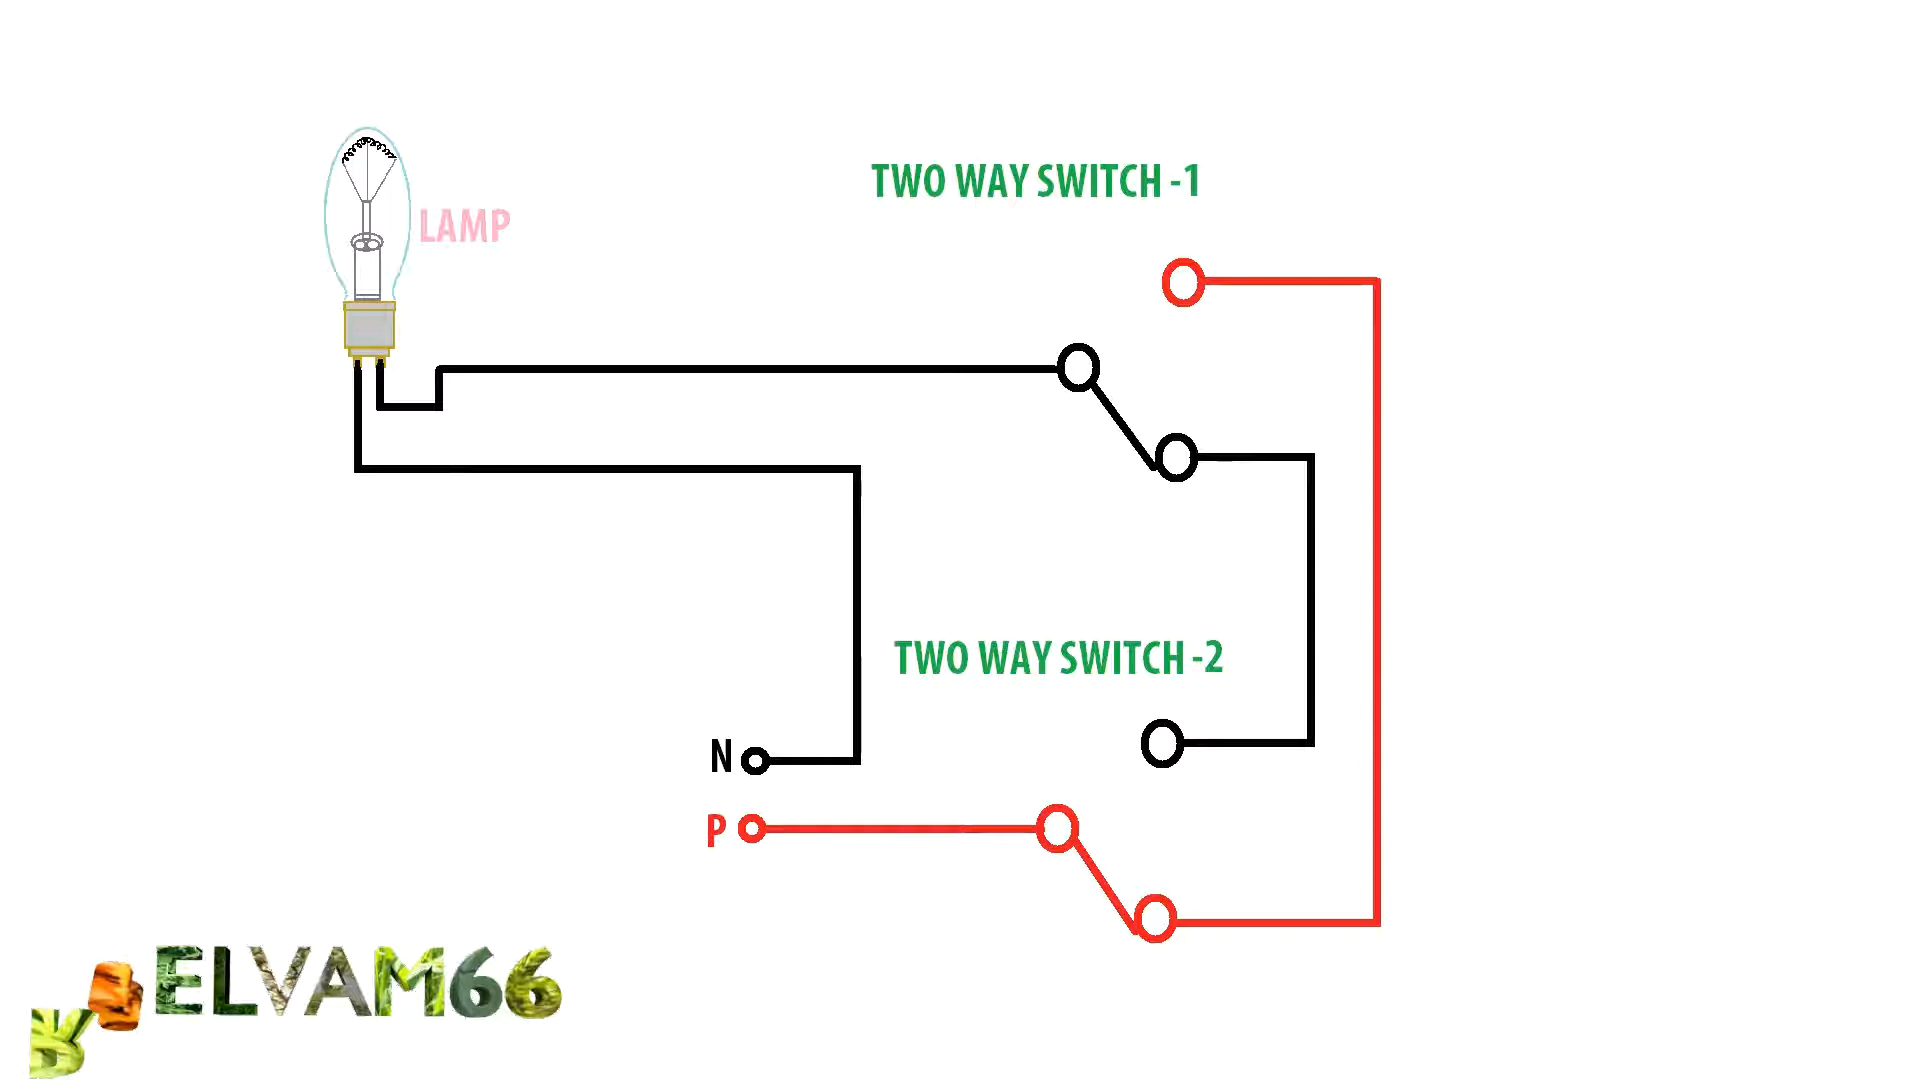 TWO WAY SWITCH -1
LAMP
TWO WAY SWITCH -2
N
P
ELVAM66